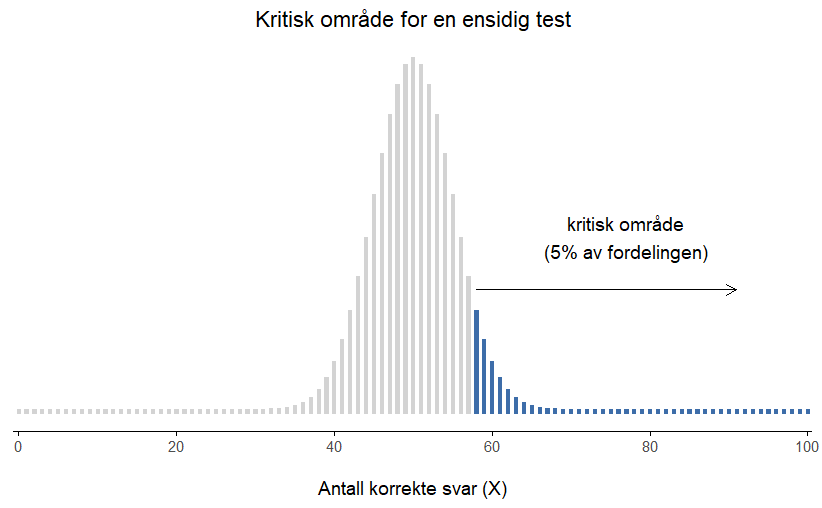 Kritisk område for en ensidig test
kritisk område
(5% av fordelingen)
0 20 40 60 80 100
Antall korrekte svar (X)